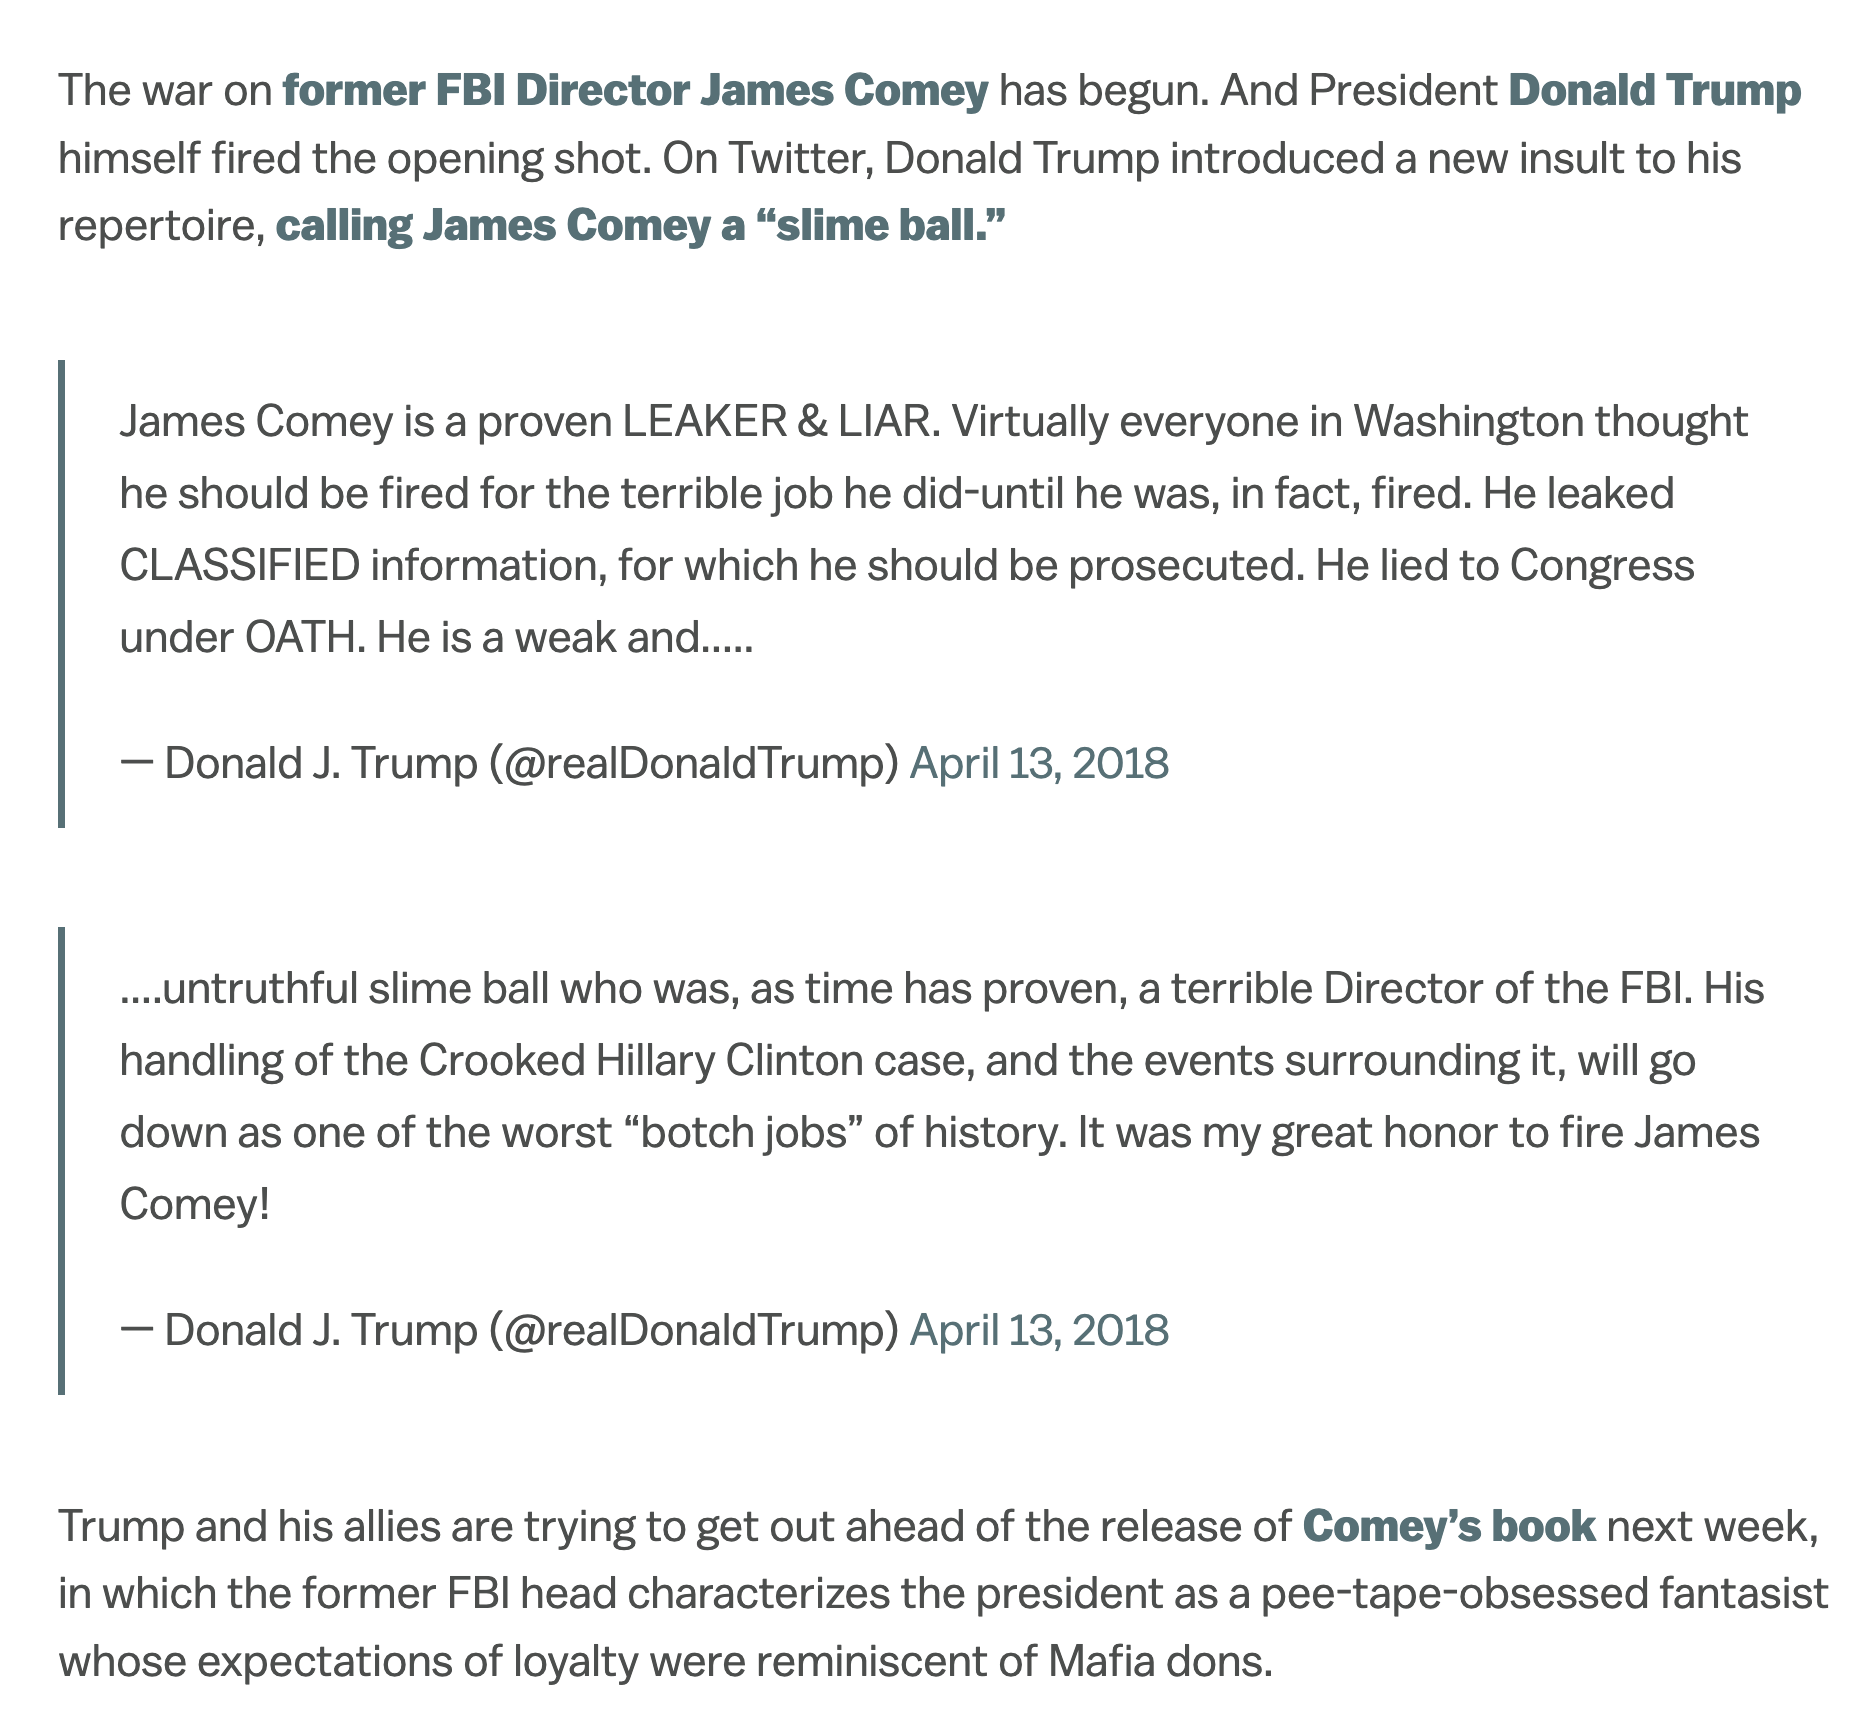 The war on former FBI Director James Comey has begun. And President Donald Trump
himself fired the opening shot. On Twitter, Donald Trump introduced a new insult to his
repertoire, calling James Comey a “slime ball.”
James Comey is a proven LEAKER & LIAR. Virtually everyone in Washington thought
he should be fired for the terrible job he did-until he was, in fact, fired. He leaked
CLASSIFIED information, for which he should be prosecuted. He lied to Congress
under OATH. He is a weak and.....
— Donald J. Trump (@realDonaldTrump) April 13, 2018
....untruthful slime ball who was, as time has proven, a terrible Director of the FBI. His
handling of the Crooked Hillary Clinton case, and the events surrounding it, will go
down as one of the worst “botch jobs” of history. It was my great honor to fire James
Comey!
— Donald J. Trump (@realDonaldTrump) April 13, 2018
Trump and his allies are trying to get out ahead of the release of Comey’s book next week,
in which the former FBI head characterizes the president as a pee-tape-obsessed fantasist
whose expectations of loyalty were reminiscent of Mafia dons.